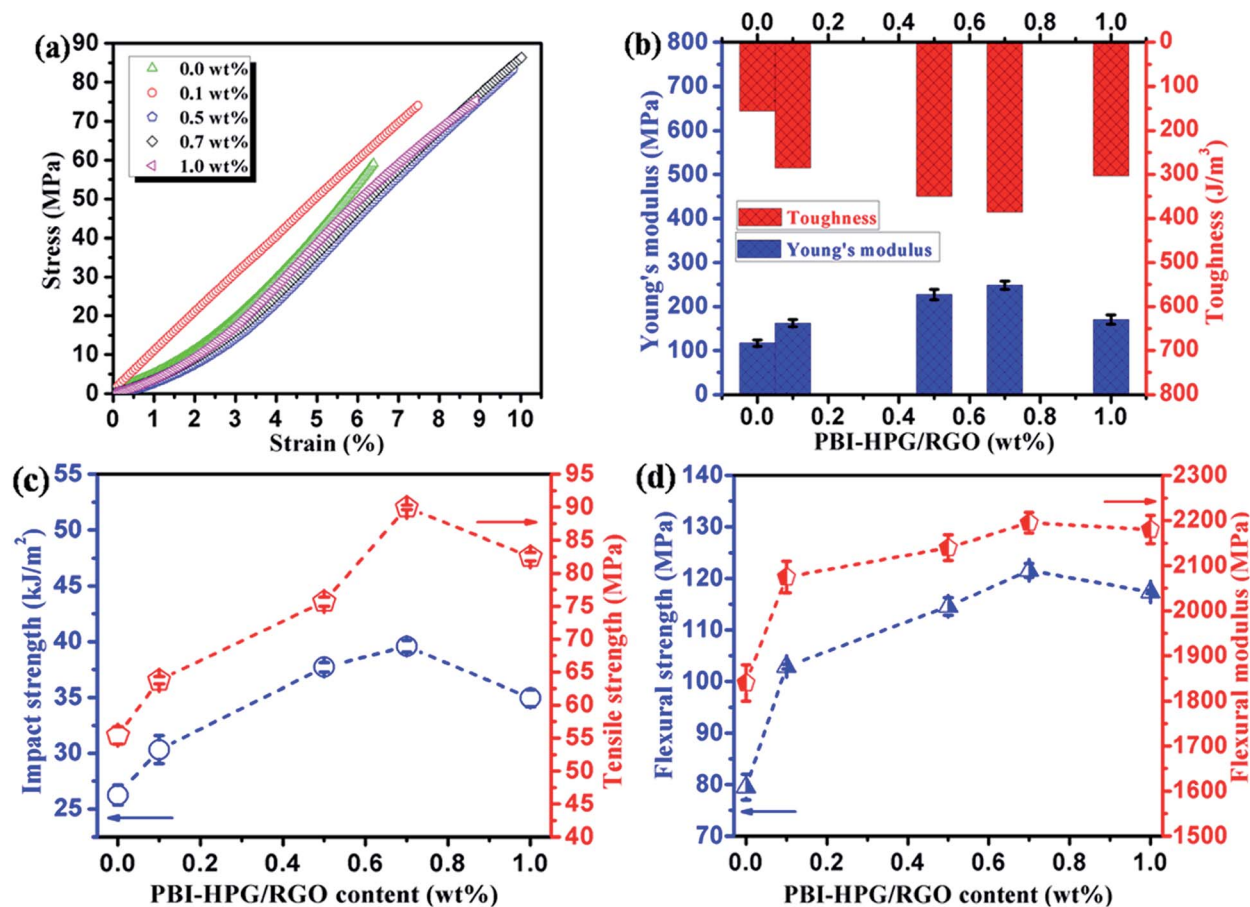 (a)
90
80
70
60
50
40
30
20
10
0
Stress (MPa)
0.0 wt%
0.1 wt%
0.5 wt%
0.7 wt%
1.0 wt%
0 1 2 3 4 5 6 7 8 9 10
Strain (%)
(b)
0.0 0.2 0.4 0.6 0.8 1.0
800
700
600
500
400
300
200
100
0
Young's modulus (MPa)
Toughness
Young's modulus
0
100
200
300
400
500
600
700
800
Toughness (J/m³)
0.0 0.2 0.4 0.6 0.8 1.0
PBI-HPG/RGO (wt%)
(c)
55
50
45
40
35
30
25
Impact strength (kJ/m²)
95
90
85
80
75
70
65
60
55
50
45
40
Tensile strength (MPa)
0.0 0.2 0.4 0.6 0.8 1.0
PBI-HPG/RGO content (wt%)
(d)
140
130
120
110
100
90
80
70
Flexural strength (MPa)
2300
2200
2100
2000
1900
1800
1700
1600
1500
Flexural modulus (MPa)
0.0 0.2 0.4 0.6 0.8 1.0
PBI-HPG/RGO content (wt%)